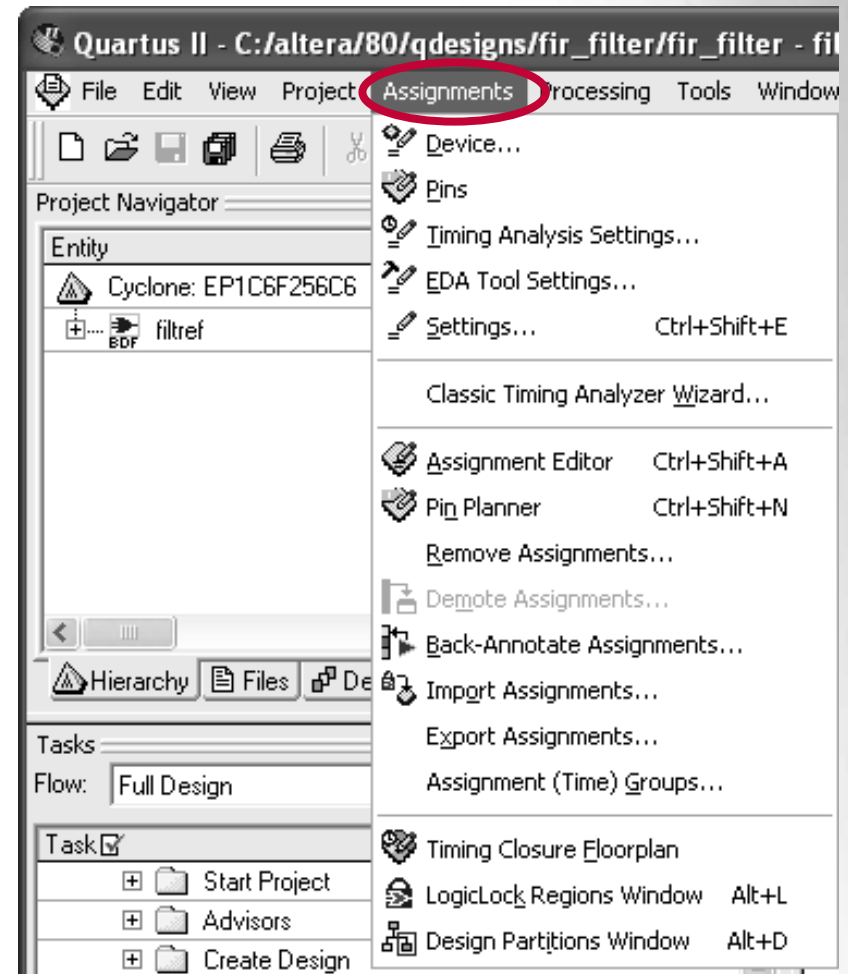 Quartus II - C:/altera/80/qdesigns/fir_filter/fir_filter - fil
File Edit View Project Assignments Processing Tools Window
Device...
Pins
Timing Analysis Settings...
EDA Tool Settings...
Settings... Ctrl+Shift+E
Classic Timing Analyzer Wizard...
Assignment Editor Ctrl+Shift+A
Pin Planner Ctrl+Shift+N
Remove Assignments...
Demote Assignments...
Back-Annotate Assignments...
Import Assignments...
Export Assignments...
Assignment (Time) Groups...
Timing Closure Floorplan
LogicLock Regions Window Alt+L
Design Partitions Window Alt+D
Project Navigator
Entity
Cyclone: EP1C6F256C6
BDF filtref
Hierarchy Files De
Tasks
Flow: Full Design
Task
Start Project
Advisors
Create Design